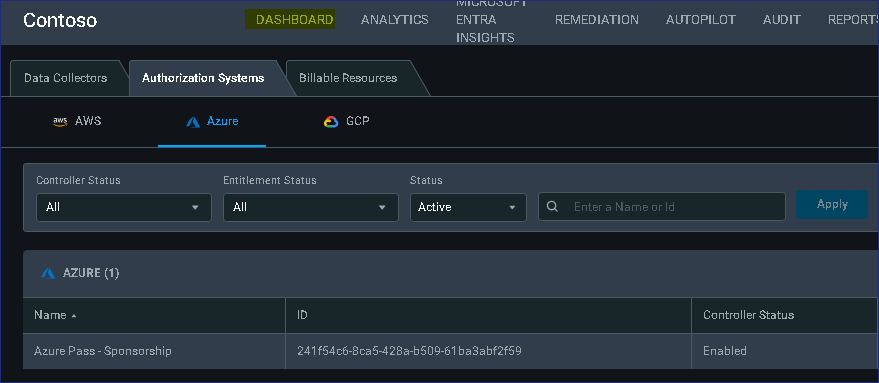 Contoso
DASHBOARD
ANALYTICS
MICROSOFT
ENTRA
INSIGHTS
REMEDIATION
AUTOPILOT
AUDIT
REPORTS
Data Collectors
Authorization Systems
Billable Resources
aws AWS
Azure
GCP
Controller Status
Entitlement Status
Status
All
All
Active
Enter a Name or Id
Apply
AZURE (1)
Name
ID
Controller Status
Azure Pass - Sponsorship
241f54c6-8ca5-428a-b509-61ba3abf2f59
Enabled